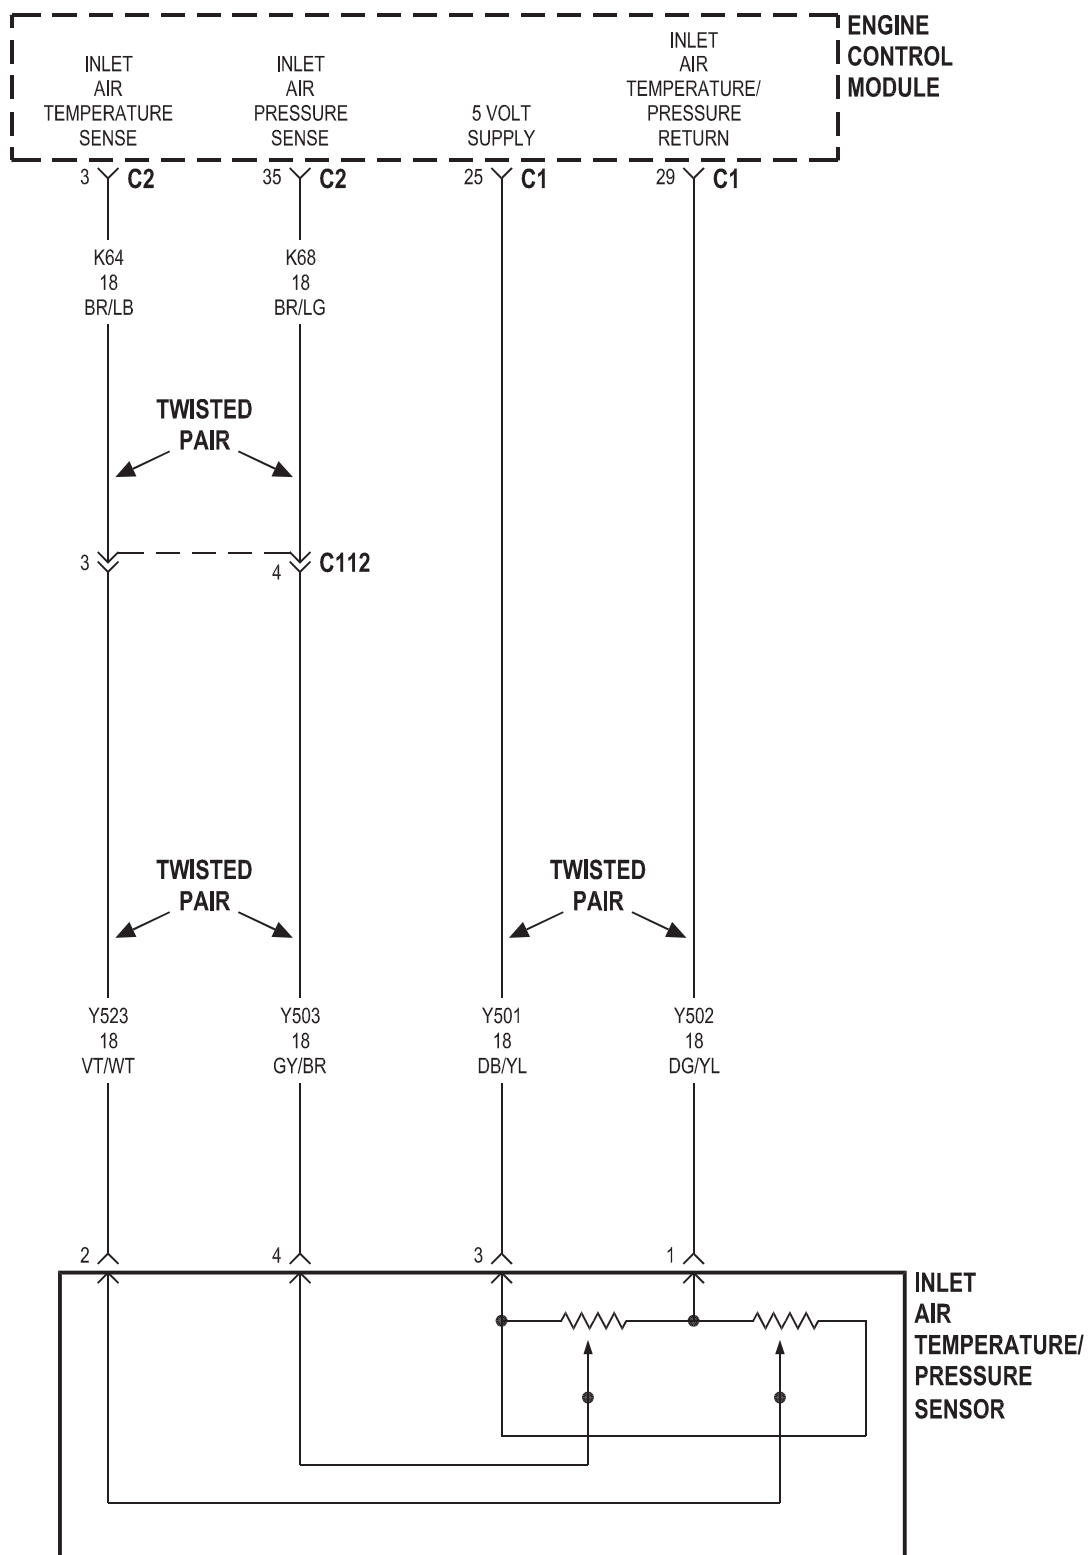 ENGINE
CONTROL
MODULE
INLET
AIR
TEMPERATURE
SENSE
INLET
AIR
PRESSURE
SENSE
5 VOLT
SUPPLY
INLET
AIR
TEMPERATURE/
PRESSURE
RETURN
3 C2
35 C2
25 C1
29 C1
K64
18
BR/LB
K68
18
BR/LG
TWISTED
PAIR
3
4
C112
TWISTED
PAIR
TWISTED
PAIR
Y523
18
VT/WT
Y503
18
GY/BR
Y501
18
DB/YL
Y502
18
DG/YL
2
4
3
1
INLET
AIR
TEMPERATURE/
PRESSURE
SENSOR